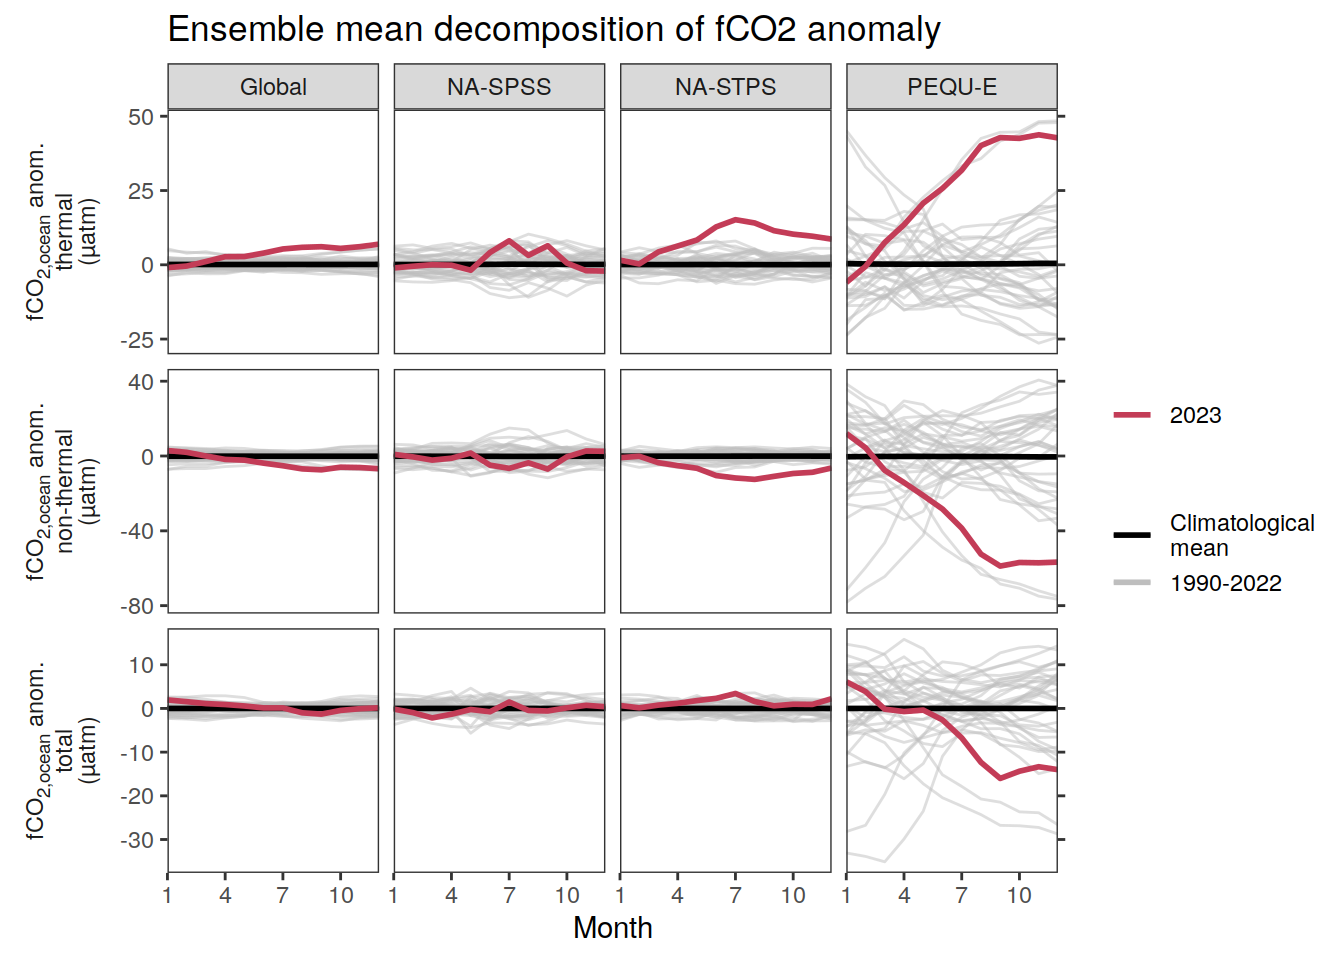 Ensemble mean decomposition of fCO2 anomaly
Global NA-SPSS NA-STPS PEQU-E
fCO2,ocean anom.
thermal
(µatm)
50
25
0
-25
fCO2,ocean anom.
non-thermal
(µatm)
40
0
-40
-80
fCO2,ocean anom.
total
(µatm)
10
0
-10
-20
-30
1 4 7 10 1 4 7 10 1 4 7 10 1 4 7 10
Month
2023
Climatological
mean
1990-2022